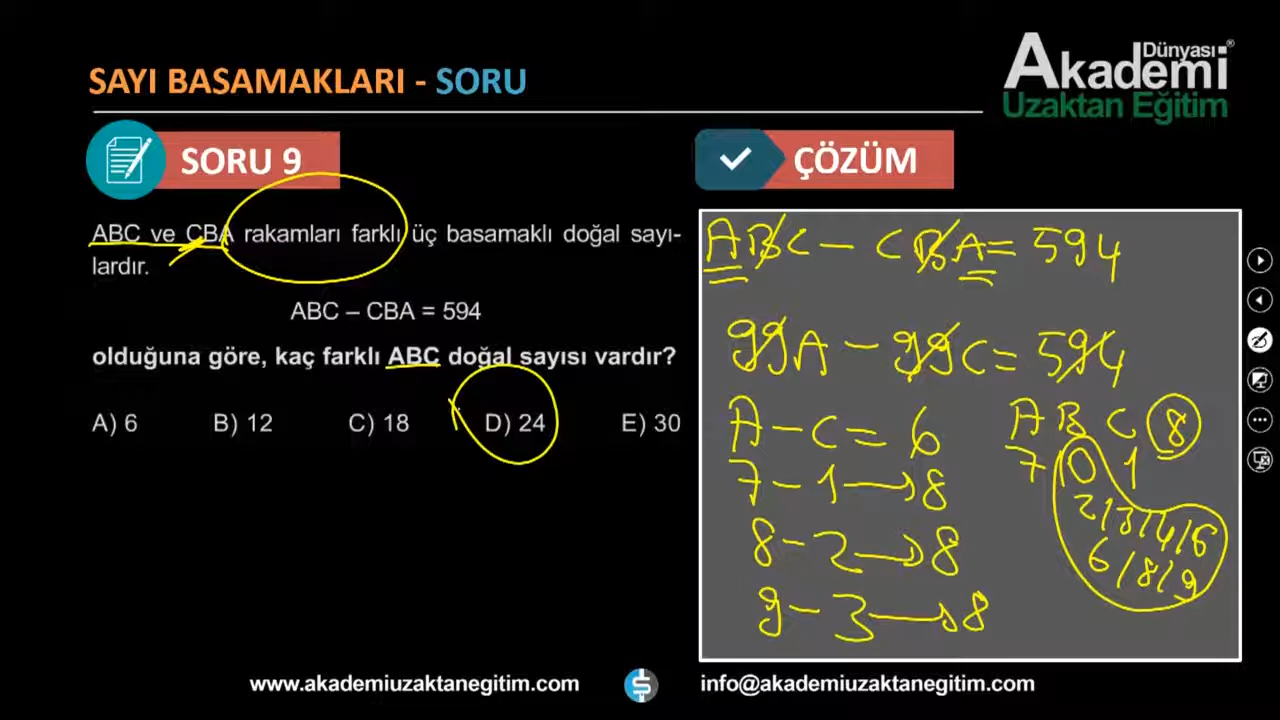 SAYI BASAMAKLARI - SORU
Akademi Dünyası®
Uzaktan Eğitim
SORU 9
ABC ve CBA rakamları farklı üç basamaklı doğal sayı-
lardır.
ABC – CBA = 594
olduğuna göre, kaç farklı ABC doğal sayısı vardır?
A) 6 B) 12 C) 18 D) 24 E) 30
ÇÖZÜM
ABC - CBA = 594
99A - 99C = 594
A - C = 6
7 - 1 → 8
8 - 2 → 8
9 - 3 → 8
A B C 8
7 0 1
2/3/4/5
6/8/9
www.akademiuzaktanegitim.com
info@akademiuzaktanegitim.com